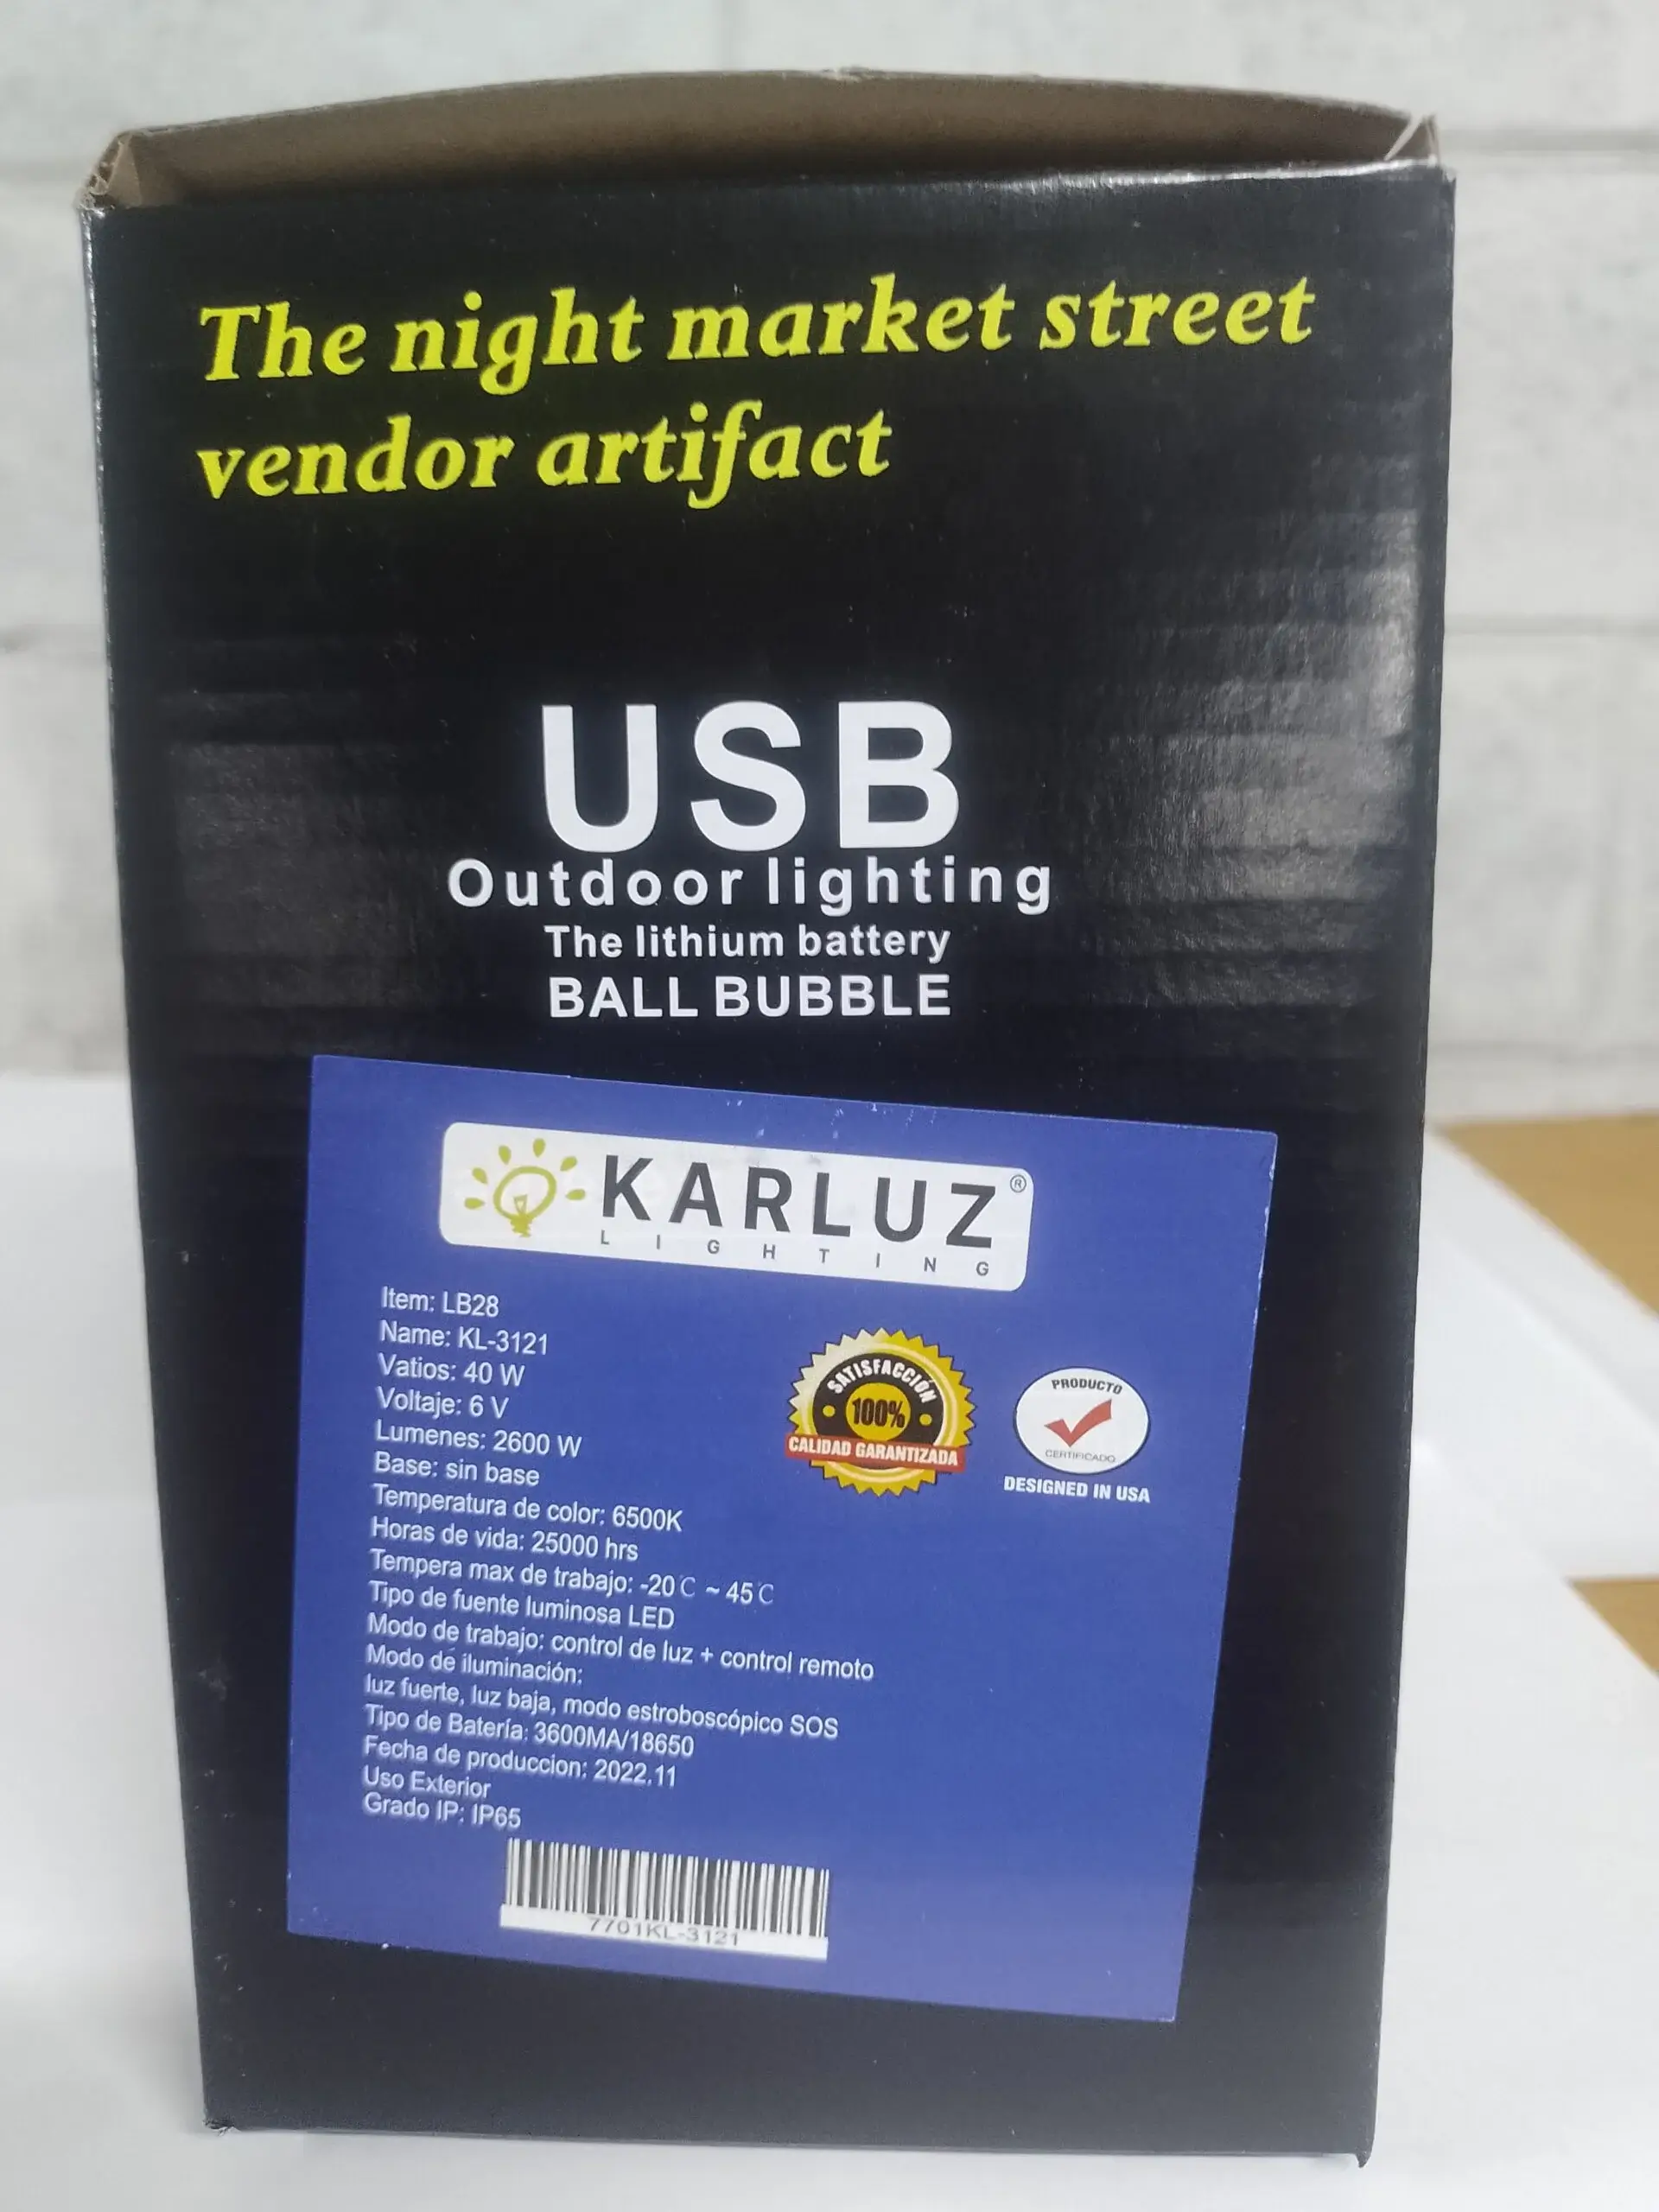 The night market street
vendor artifact
USB
Outdoor lighting
The lithium battery
BALL BUBBLE
KARLUZ®
LIGHTING
Item: LB28
Name: KL-3121
Vatios: 40 W
Voltaje: 6 V
Lumenes: 2600 W
Base: sin base
Temperatura de color: 6500K
Horas de vida: 25000 hrs
Tempera max de trabajo: -20℃ ~ 45℃
Tipo de fuente luminosa LED
Modo de trabajo: control de luz + control remoto
Modo de iluminación:
luz fuerte, luz baja, modo estroboscópico SOS
Tipo de Batería: 3600MA/18650
Fecha de produccion: 2022.11
Uso Exterior
Grado IP: IP65
SATISFACCIÓN
100%
CALIDAD GARANTIZADA
PRODUCTO
CERTIFICADO
DESIGNED IN USA
7701KL-3121